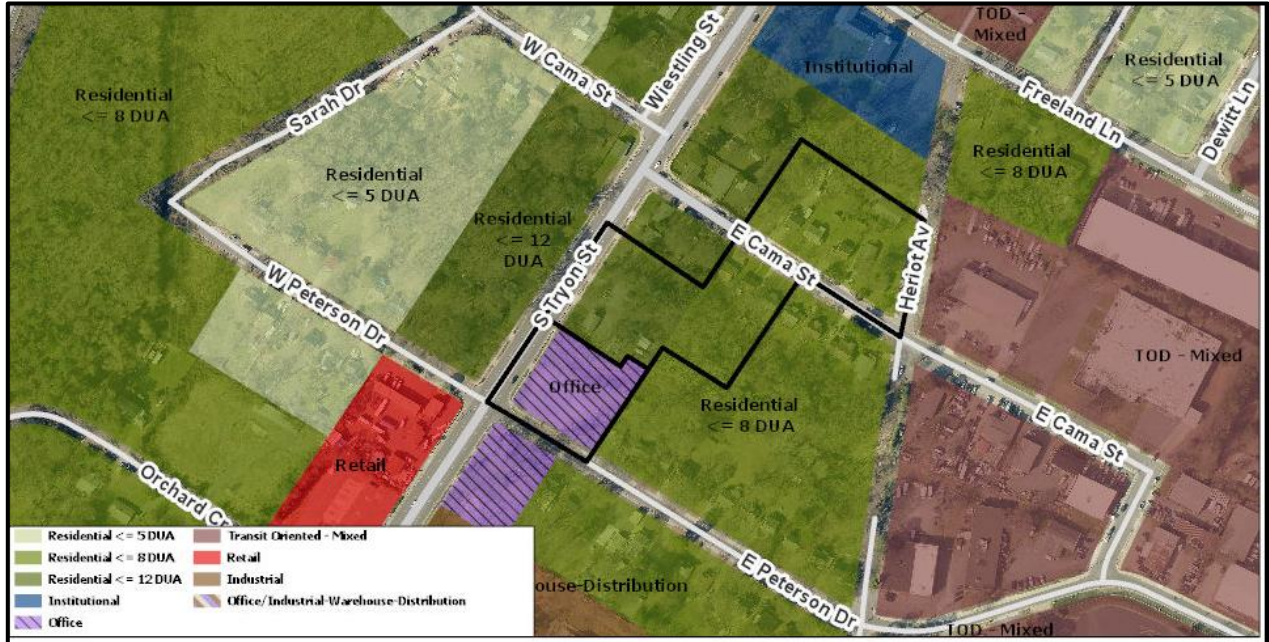 TOD -
Mixed
Wiestling St
W Cama St
Institutional
Residential
<= 5 DUA
Residential
<= 8 DUA
Sarah Dr
Freeland Ln
Dewitt Ln
Residential
<= 5 DUA
Residential
<= 8 DUA
Residential
<= 12
DUA
E Cama St
Heriot Av
W Peterson Dr
S Tryon St
TOD - Mixed
Office
Residential
<= 8 DUA
E Cama St
Retail
Orchard Cr
E Peterson Dr
ouse-Distribution
TOD - Mixed
Residential <= 5 DUA
Residential <= 8 DUA
Residential <= 12 DUA
Institutional
Office
Transit Oriented - Mixed
Retail
Industrial
Office/Industrial-Warehouse-Distribution